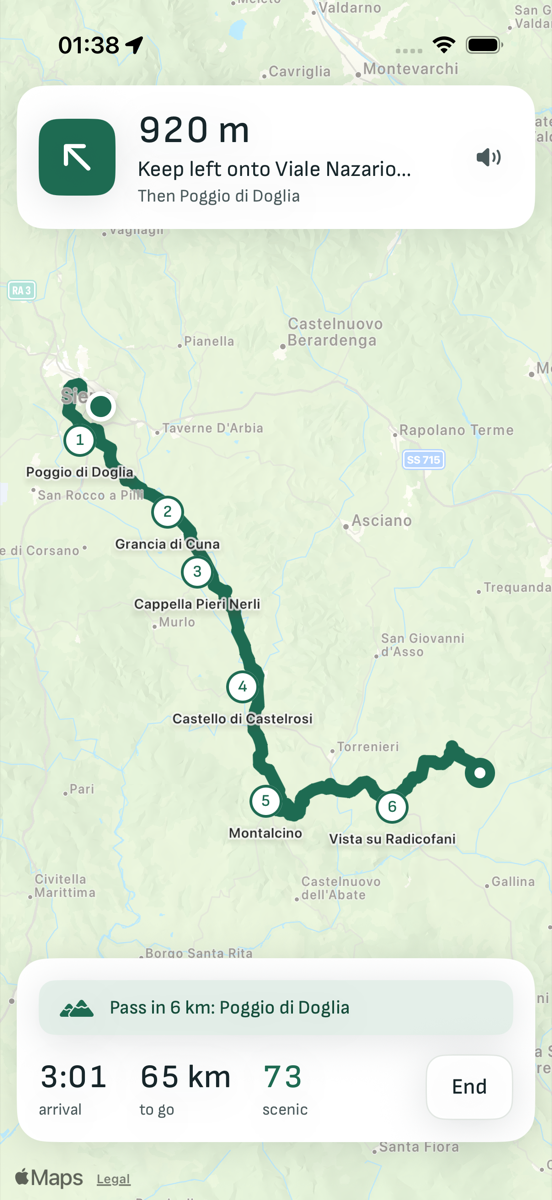 Valdarno
01:38
Cavriglia
Montevarchi
920 m
Keep left onto Viale Nazario...
Then Poggio di Doglia
Vagliagli
RA 3
Castelnuovo
Berardenga
Pianella
Taverne D'Arbia
Rapolano Terme
SS 715
1
Poggio di Doglia
San Rocco a Pilli
2
Asciano
Grancia di Cuna
e di Corsano
3
Trequanda
Cappella Pieri Nerli
Murlo
San Giovanni
d'Asso
4
Castello di Castelrosi
Torrenieri
Pari
5
6
Montalcino
Vista su Radicofani
Civitella
Marittima
Castelnuovo
dell'Abate
Gallina
Borgo Santa Rita
Pass in 6 km: Poggio di Doglia
3:01
65 km
73
End
arrival
to go
scenic
Santa Fiora
Maps
Legal